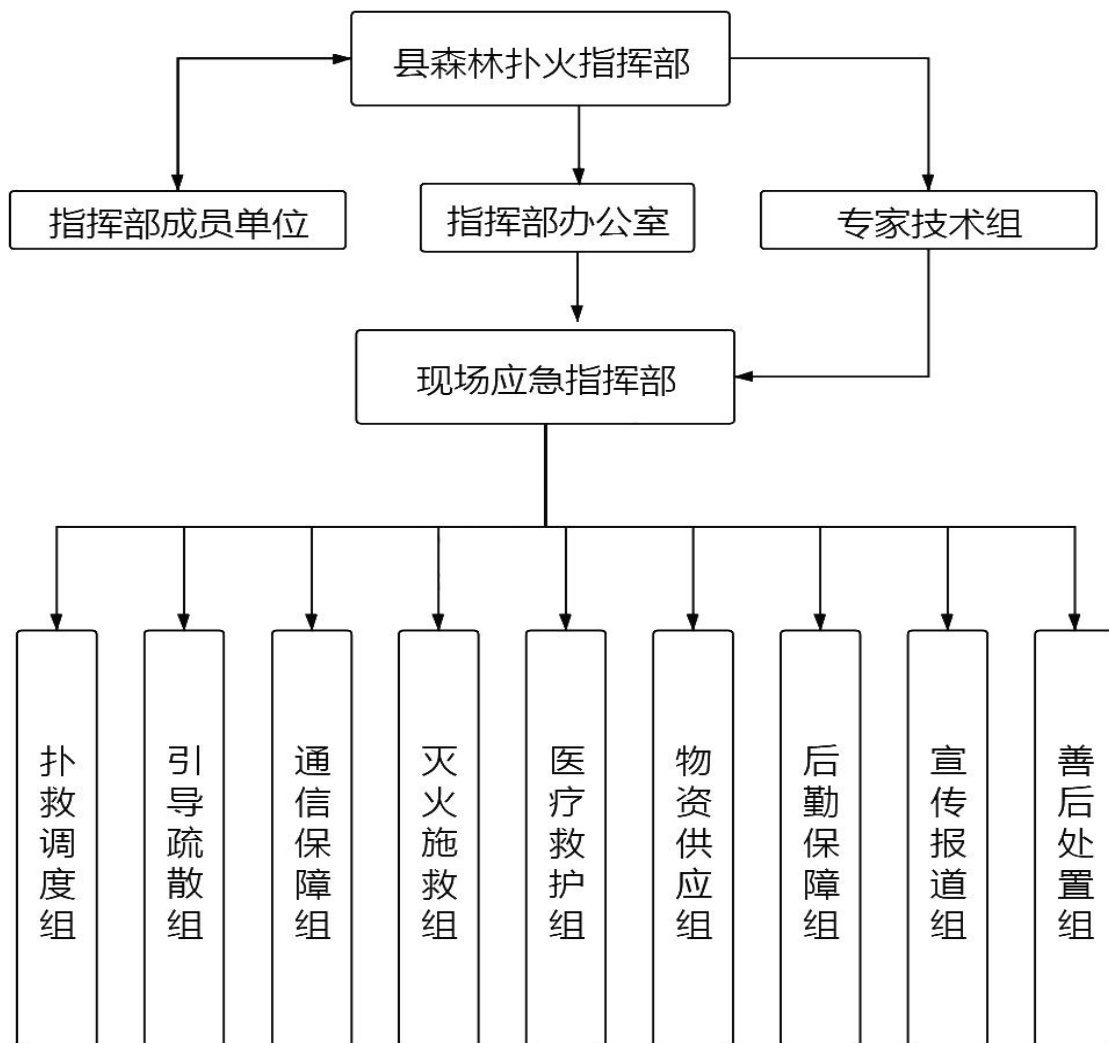 县森林扑火指挥部
指挥部成员单位
指挥部办公室
专家技术组
现场应急指挥部
扑救调度组
引导疏散组
通信保障组
灭火施救组
医疗救护组
物资供应组
后勤保障组
宣传报道组
善后处置组